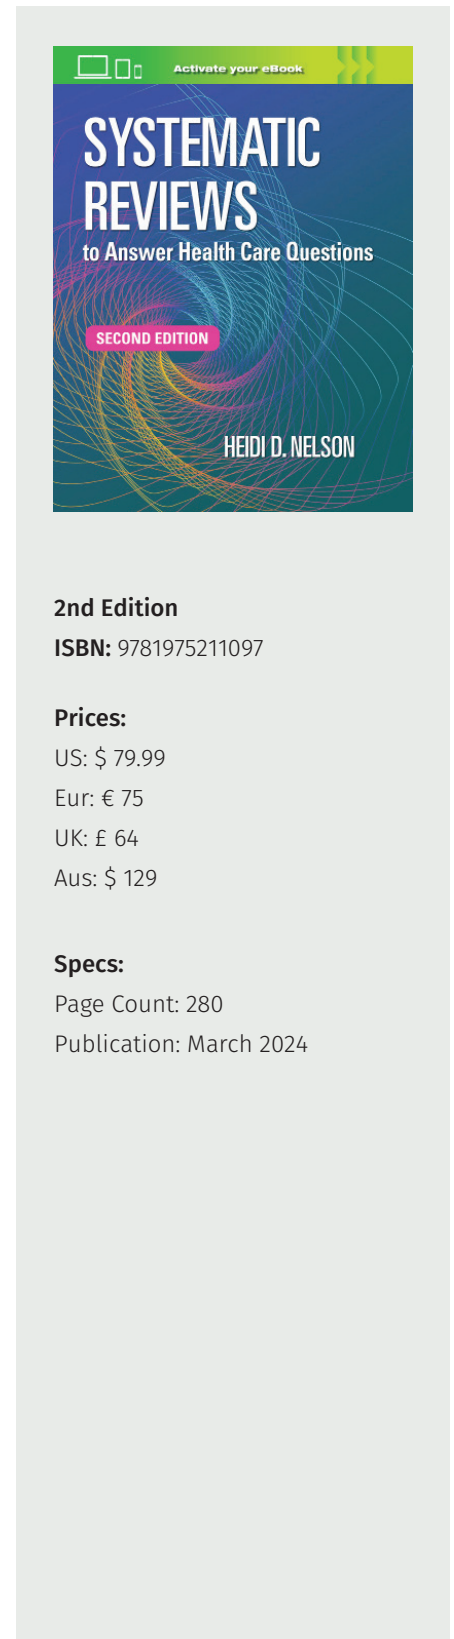 Activate your eBook
SYSTEMATIC
REVIEWS
to Answer Health Care Questions
SECOND EDITION
HEIDI D. NELSON
2nd Edition
ISBN: 9781975211097
Prices:
US: $ 79.99
Eur: € 75
UK: £ 64
Aus: $ 129
Specs:
Page Count: 280
Publication: March 2024